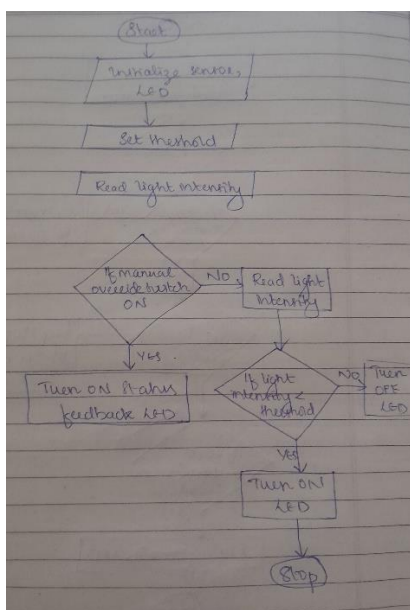 Start
Initialize sensor,
LED
Set theshold
Read light intensity
If manual
override switch
ON
NO
Read light
Intensity
YES
Turn ON Status
feedback LED
If light
intensity <
threshold
NO
Turn
OFF
LED
YES
Turn ON
LED
Stop